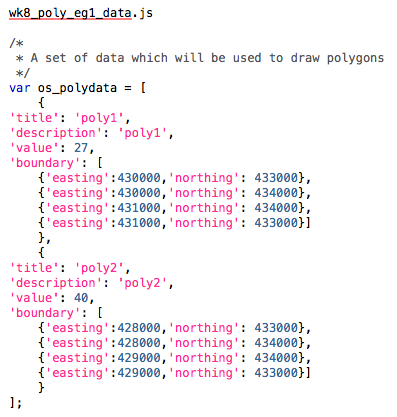 wk8_poly_eg1_data.js
/*
 * A set of data which will be used to draw polygons
 */
var os_polydata = [
    {
'title': 'poly1',
'description': 'poly1',
'value': 27,
'boundary': [
    {'easting':430000,'northing': 433000},
    {'easting':430000,'northing': 434000},
    {'easting':431000,'northing': 434000},
    {'easting':431000,'northing': 433000}]
    },
    {
'title': 'poly2',
'description': 'poly2',
'value': 40,
'boundary': [
    {'easting':428000,'northing': 433000},
    {'easting':428000,'northing': 434000},
    {'easting':429000,'northing': 434000},
    {'easting':429000,'northing': 433000}]
    }
];